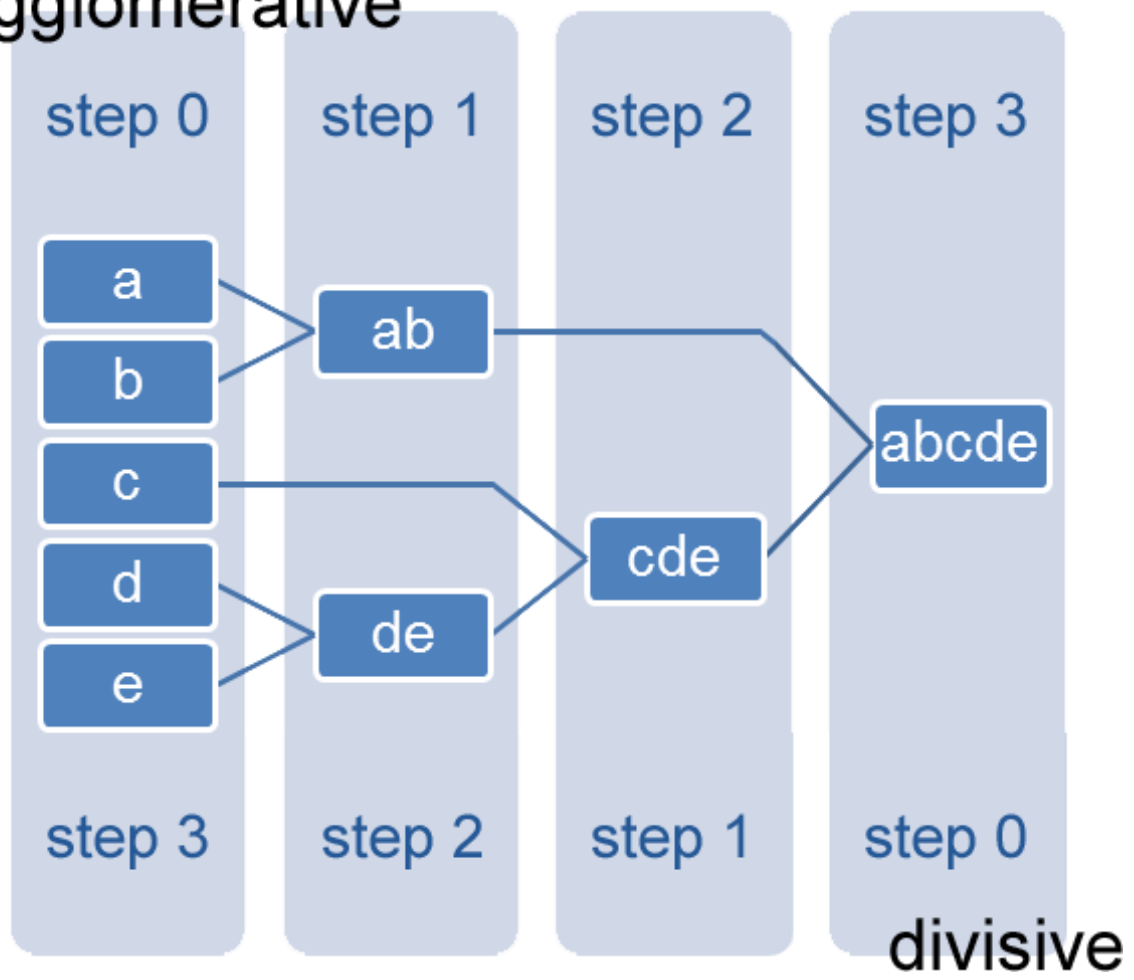 gglomerative
step 0 step 1 step 2 step 3
a
ab
b
abcde
c
cde
d
de
e
step 3 step 2 step 1 step 0
divisive